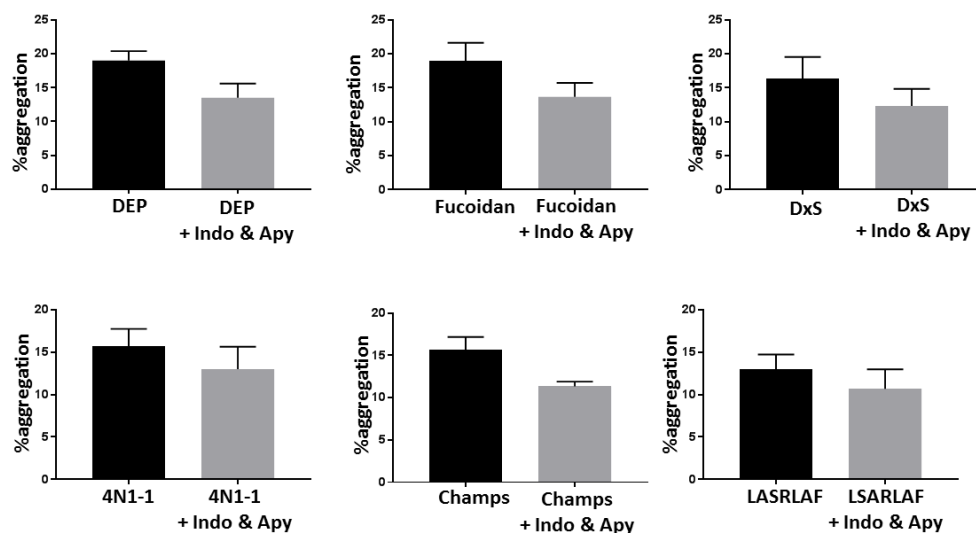 %aggregation
25
20
15
10
5
0
DEP
DEP
+ Indo & Apy
%aggregation
25
20
15
10
5
0
Fucoidan
Fucoidan
+ Indo & Apy
%aggregation
25
20
15
10
5
0
DxS
DxS
+ Indo & Apy
%aggregation
20
15
10
5
0
4N1-1
4N1-1
+ Indo & Apy
%aggregation
20
15
10
5
0
Champs
Champs
+ Indo & Apy
%aggregation
20
15
10
5
0
LASRLAF
LSARLAF
+ Indo & Apy